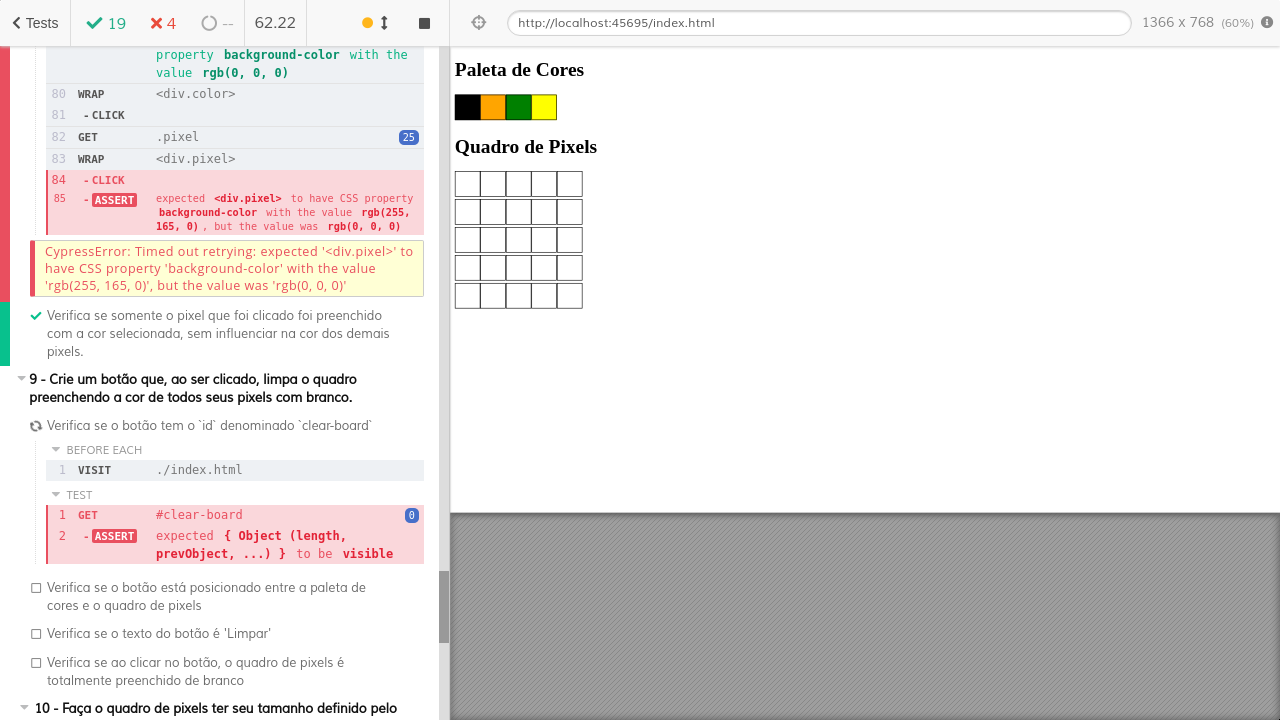 Tests 19 4 -- 62.22
http://localhost:45695/index.html 1366 x 768 (60%)
property background-color with the
value rgb(0, 0, 0)
80 WRAP <div.color>
81 - CLICK
82 GET .pixel 25
83 WRAP <div.pixel>
84 - CLICK
85 - ASSERT expected <div.pixel> to have CSS property
background-color with the value rgb(255,
165, 0) , but the value was rgb(0, 0, 0)
CypressError: Timed out retrying: expected '<div.pixel>' to
have CSS property 'background-color' with the value
'rgb(255, 165, 0)', but the value was 'rgb(0, 0, 0)'
Verifica se somente o pixel que foi clicado foi preenchido
com a cor selecionada, sem influenciar na cor dos demais
pixels.
9 - Crie um botão que, ao ser clicado, limpa o quadro
preenchendo a cor de todos seus pixels com branco.
Verifica se o botão tem o `id` denominado `clear-board`
BEFORE EACH
1 VISIT ./index.html
TEST
1 GET #clear-board 0
2 - ASSERT expected { Object (length,
prevObject, ...) } to be visible
Verifica se o botão está posicionado entre a paleta de
cores e o quadro de pixels
Verifica se o texto do botão é 'Limpar'
Verifica se ao clicar no botão, o quadro de pixels é
totalmente preenchido de branco
10 - Faça o quadro de pixels ter seu tamanho definido pelo
Paleta de Cores
Quadro de Pixels